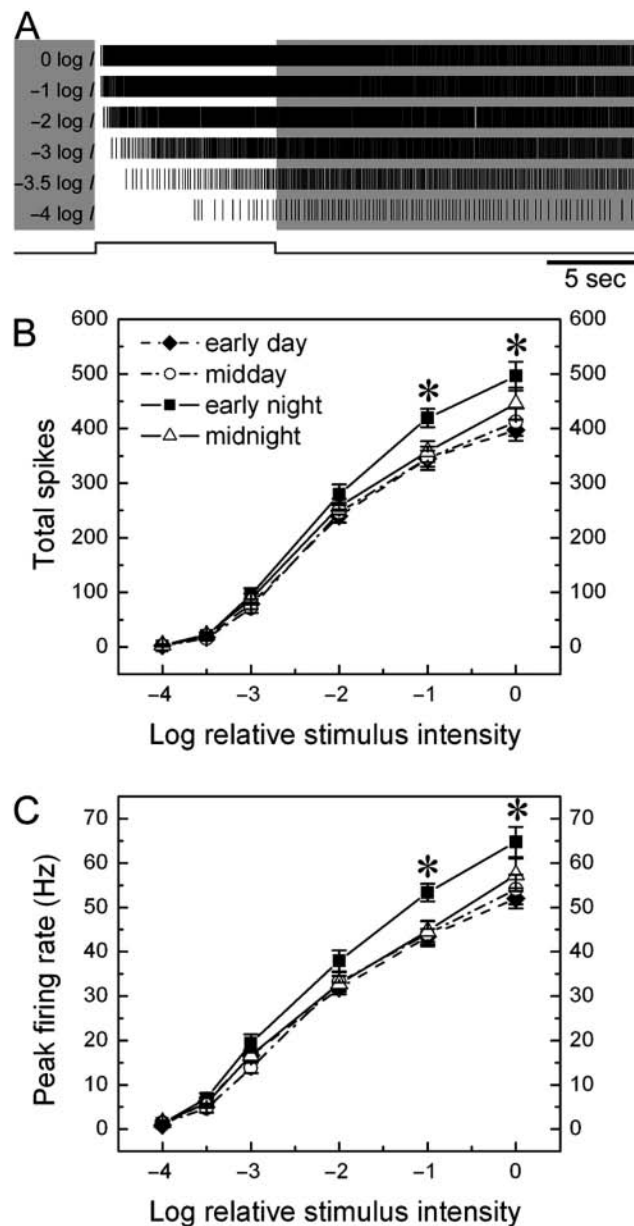 A
0 log I
−1 log I
−2 log I
−3 log I
−3.5 log I
−4 log I
5 sec
B
600 600
500 500
400 400
300 300
200 200
100 100
0 0
Total spikes
early day
midday
early night
midnight
* *
−4 −3 −2 −1 0
Log relative stimulus intensity
C
70 70
60 60
50 50
40 40
30 30
20 20
10 10
0 0
Peak firing rate (Hz)
* *
−4 −3 −2 −1 0
Log relative stimulus intensity